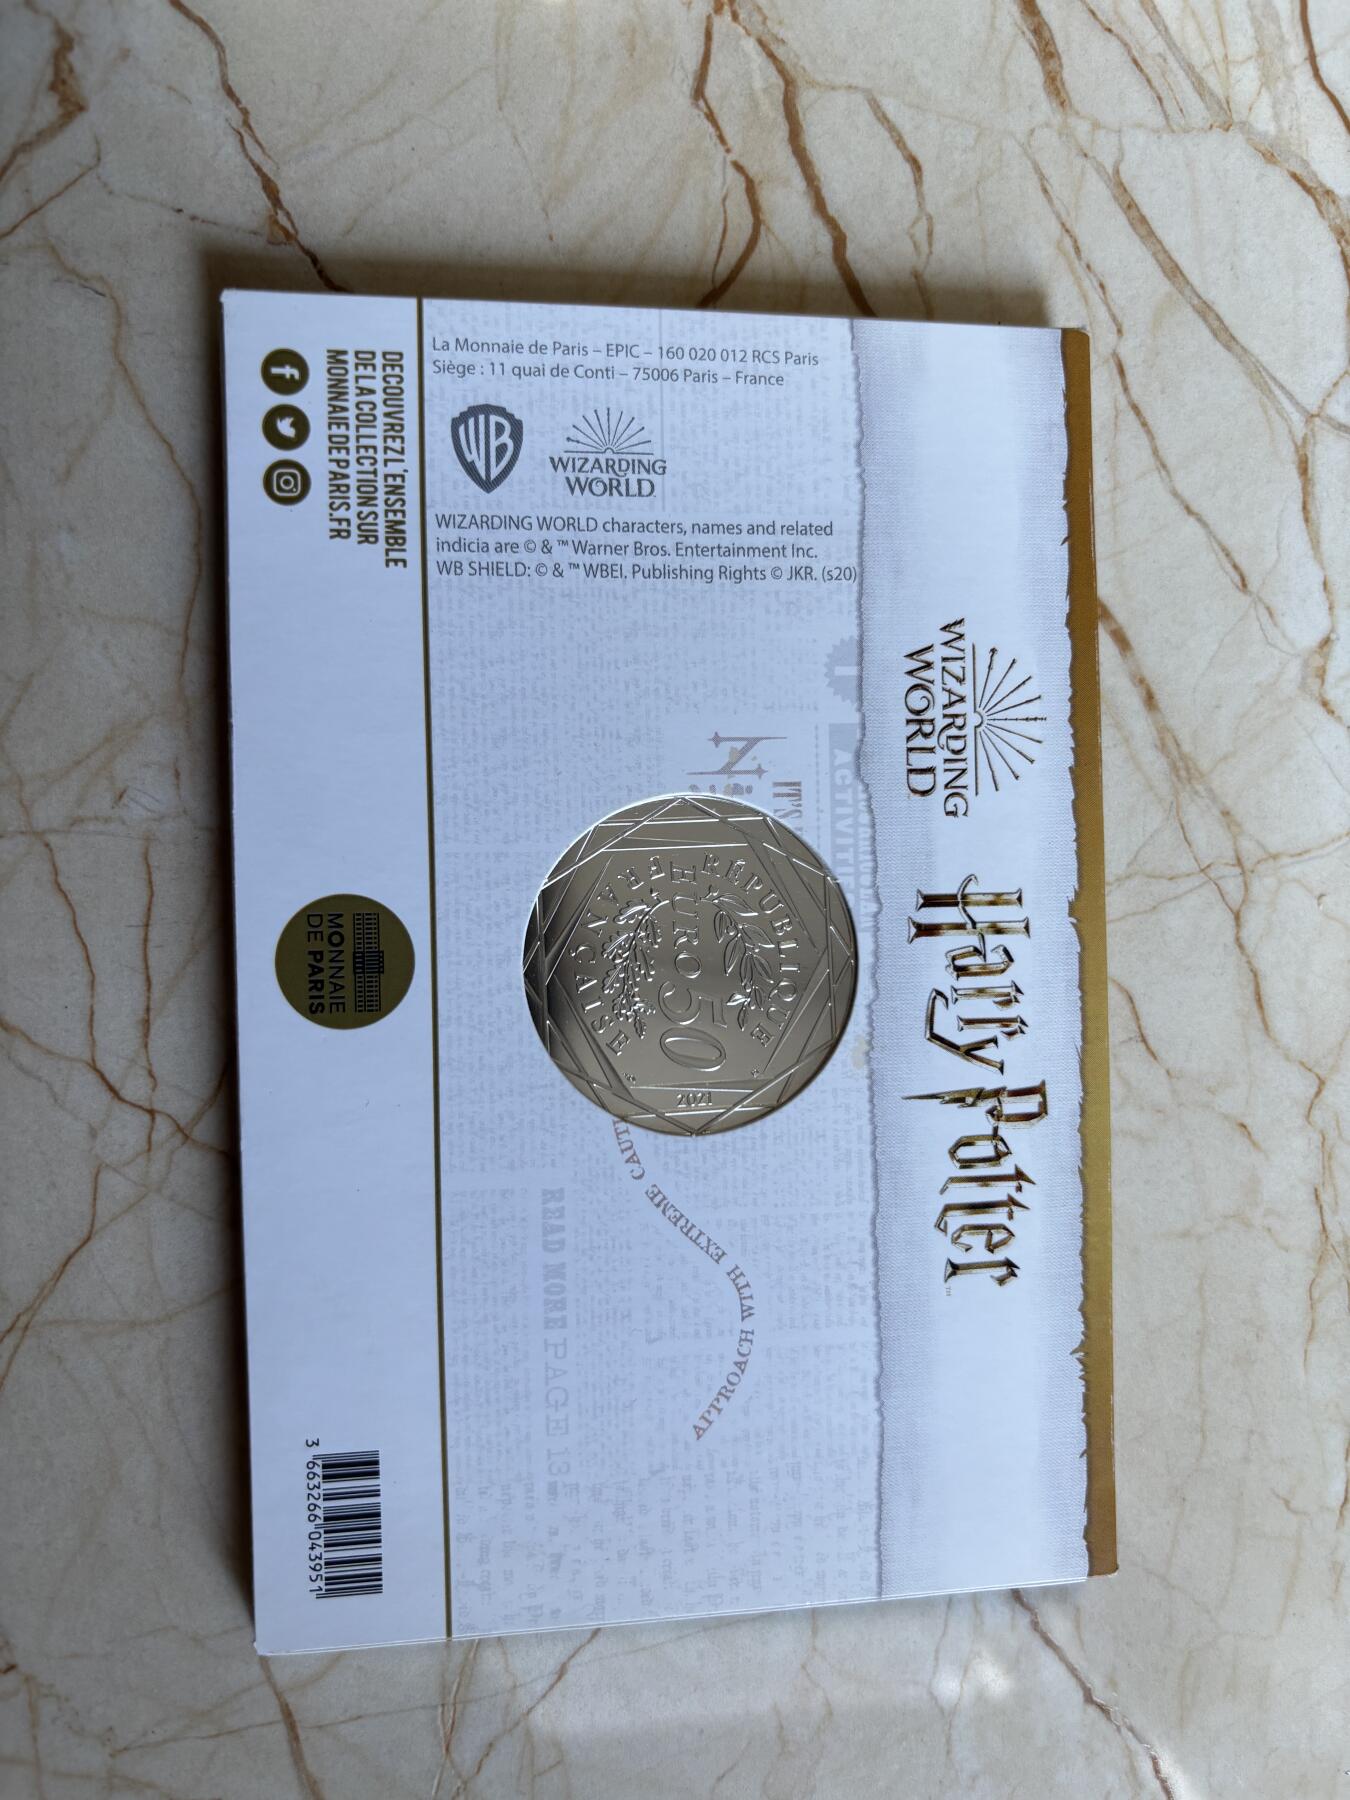 WIZARDING
WORLD
Harry Potter™
La Monnaie de Paris – EPIC – 160 020 012 RCS Paris
Siège : 11 quai de Conti – 75006 Paris – France
WB
WIZARDING
WORLD
WIZARDING WORLD characters, names and related
indicia are © & ™ Warner Bros. Entertainment Inc.
WB SHIELD: © & ™ WBEI. Publishing Rights © JKR. (s20)
IT'S
RÉPUBLIQUE
FRANÇAISE
EURO 50
2021
APPROACH WITH EXTREME
READ MORE PAGE 13
DECOUVREZ L'ENSEMBLE
DE LA COLLECTION SUR
MONNAIEDEPARIS.FR
MONNAIE
DE PARIS
3 663266 043951